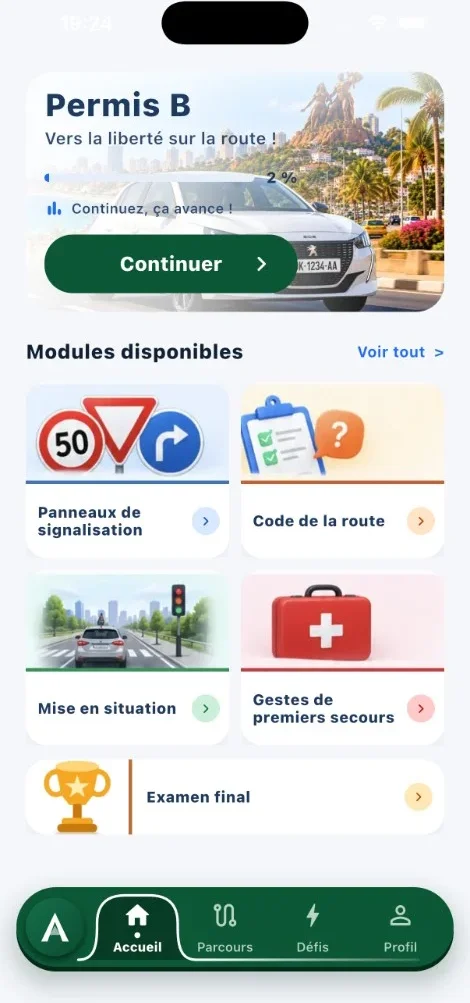 19:24
Permis B
Vers la liberté sur la route !
2 %
Continuez, ça avance !
Continuer
K-1234-AA
Modules disponibles
Voir tout >
50
?
Panneaux de
signalisation
Code de la route
Mise en situation
Gestes de
premiers secours
Examen final
Accueil
Parcours
Défis
Profil